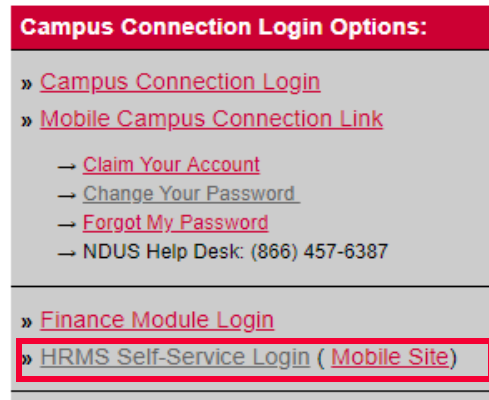 Campus Connection Login Options:
» Campus Connection Login
» Mobile Campus Connection Link
→ Claim Your Account
→ Change Your Password
→ Forgot My Password
→ NDUS Help Desk: (866) 457-6387
» Finance Module Login
» HRMS Self-Service Login ( Mobile Site)